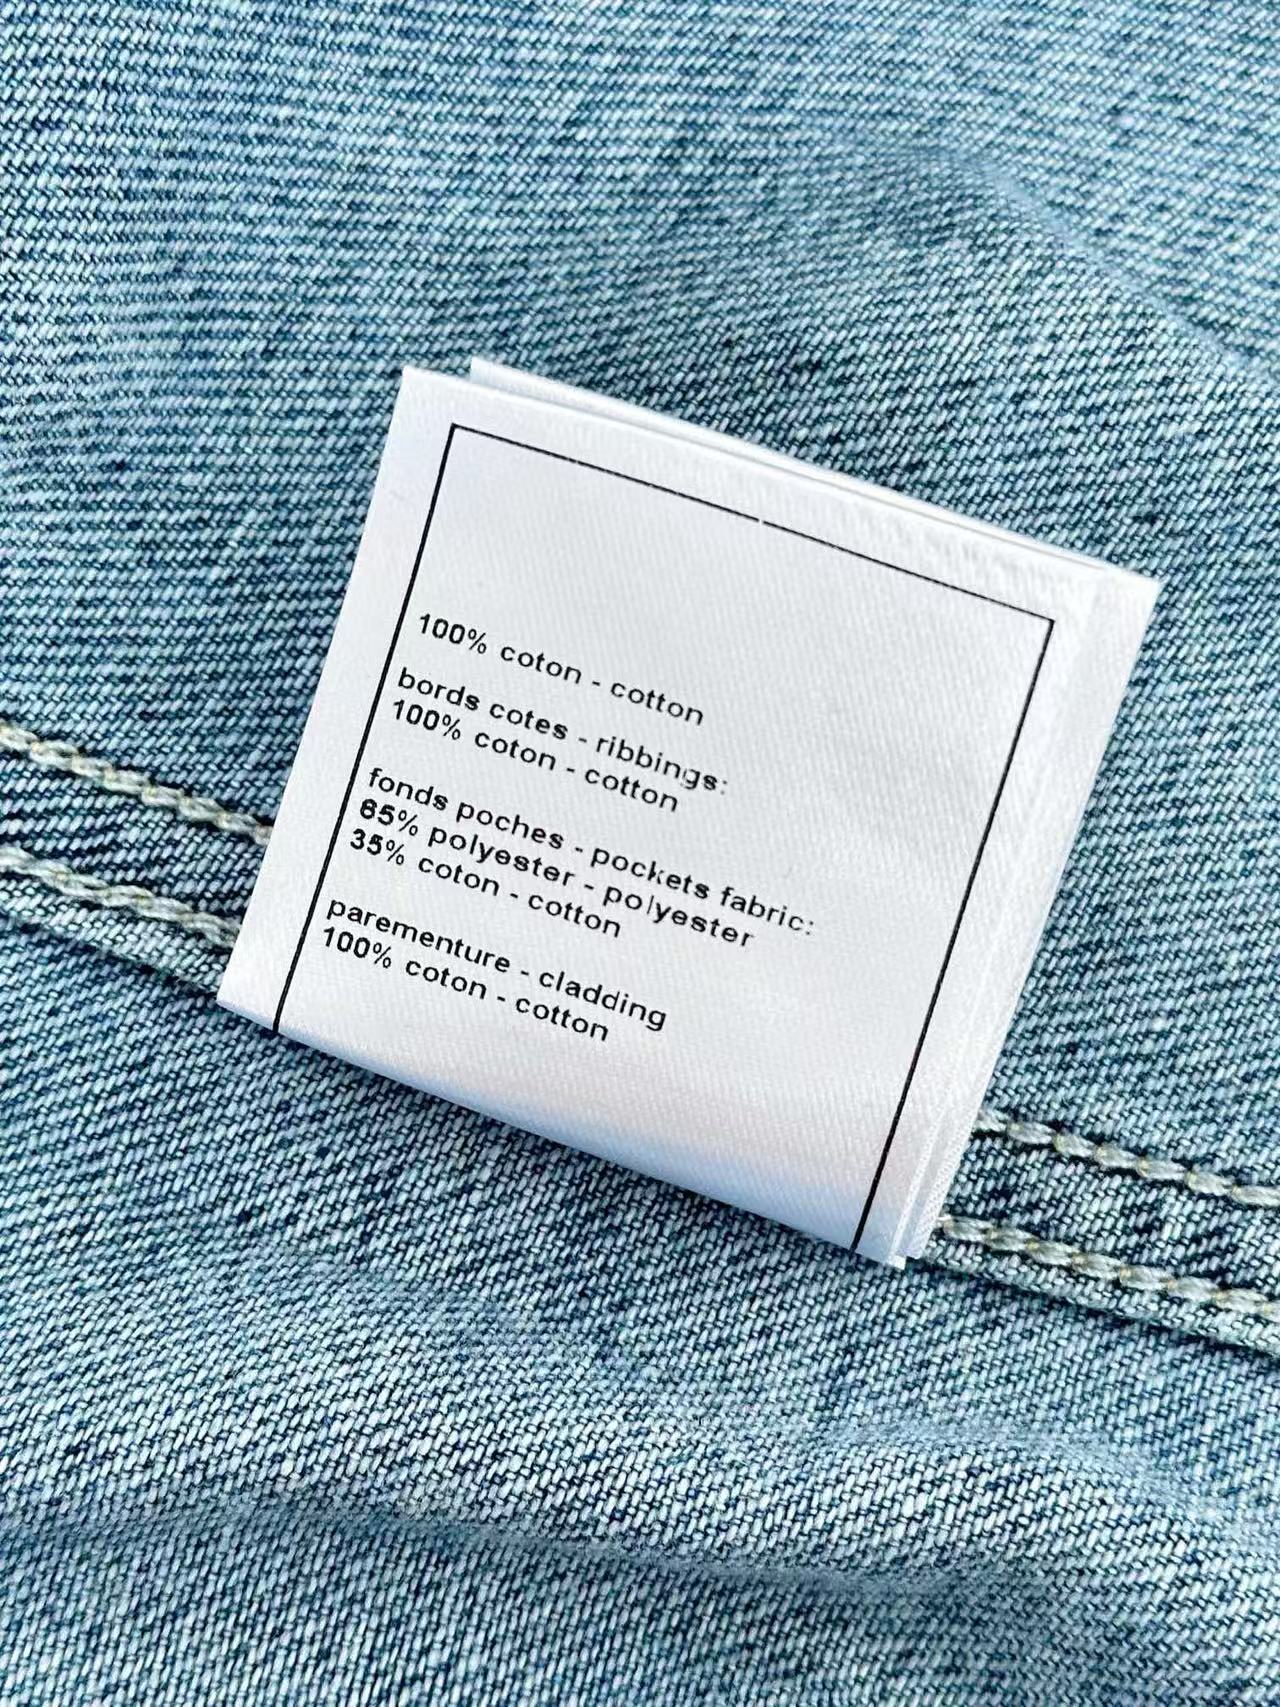 100% coton - cotton
bords cotes - ribbings:
100% coton - cotton
fonds poches - pockets fabric:
65% polyester - polyester
35% coton - cotton
parementure - cladding
100% coton - cotton